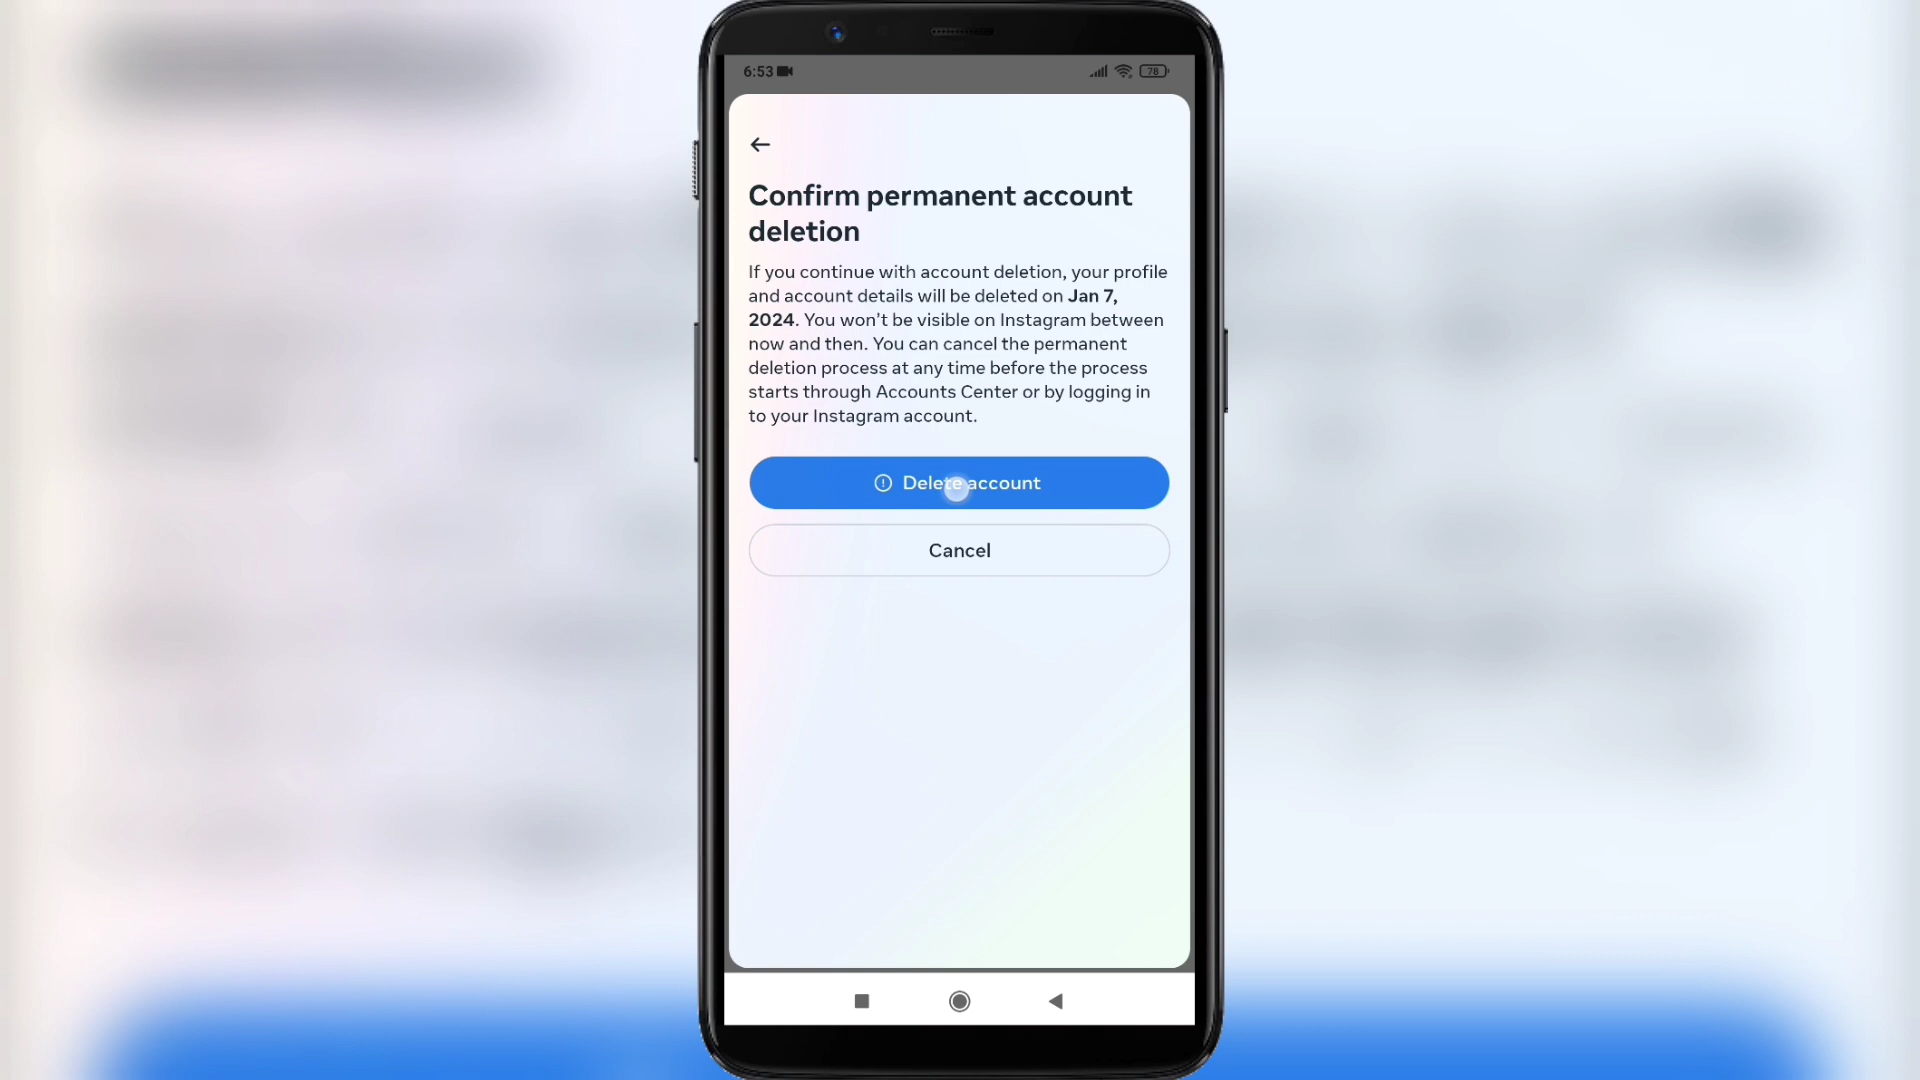 6:53
78
Confirm permanent account
deletion
If you continue with account deletion, your profile
and account details will be deleted on Jan 7,
2024. You won't be visible on Instagram between
now and then. You can cancel the permanent
deletion process at any time before the process
starts through Accounts Center or by logging in
to your Instagram account.
Delete account
Cancel